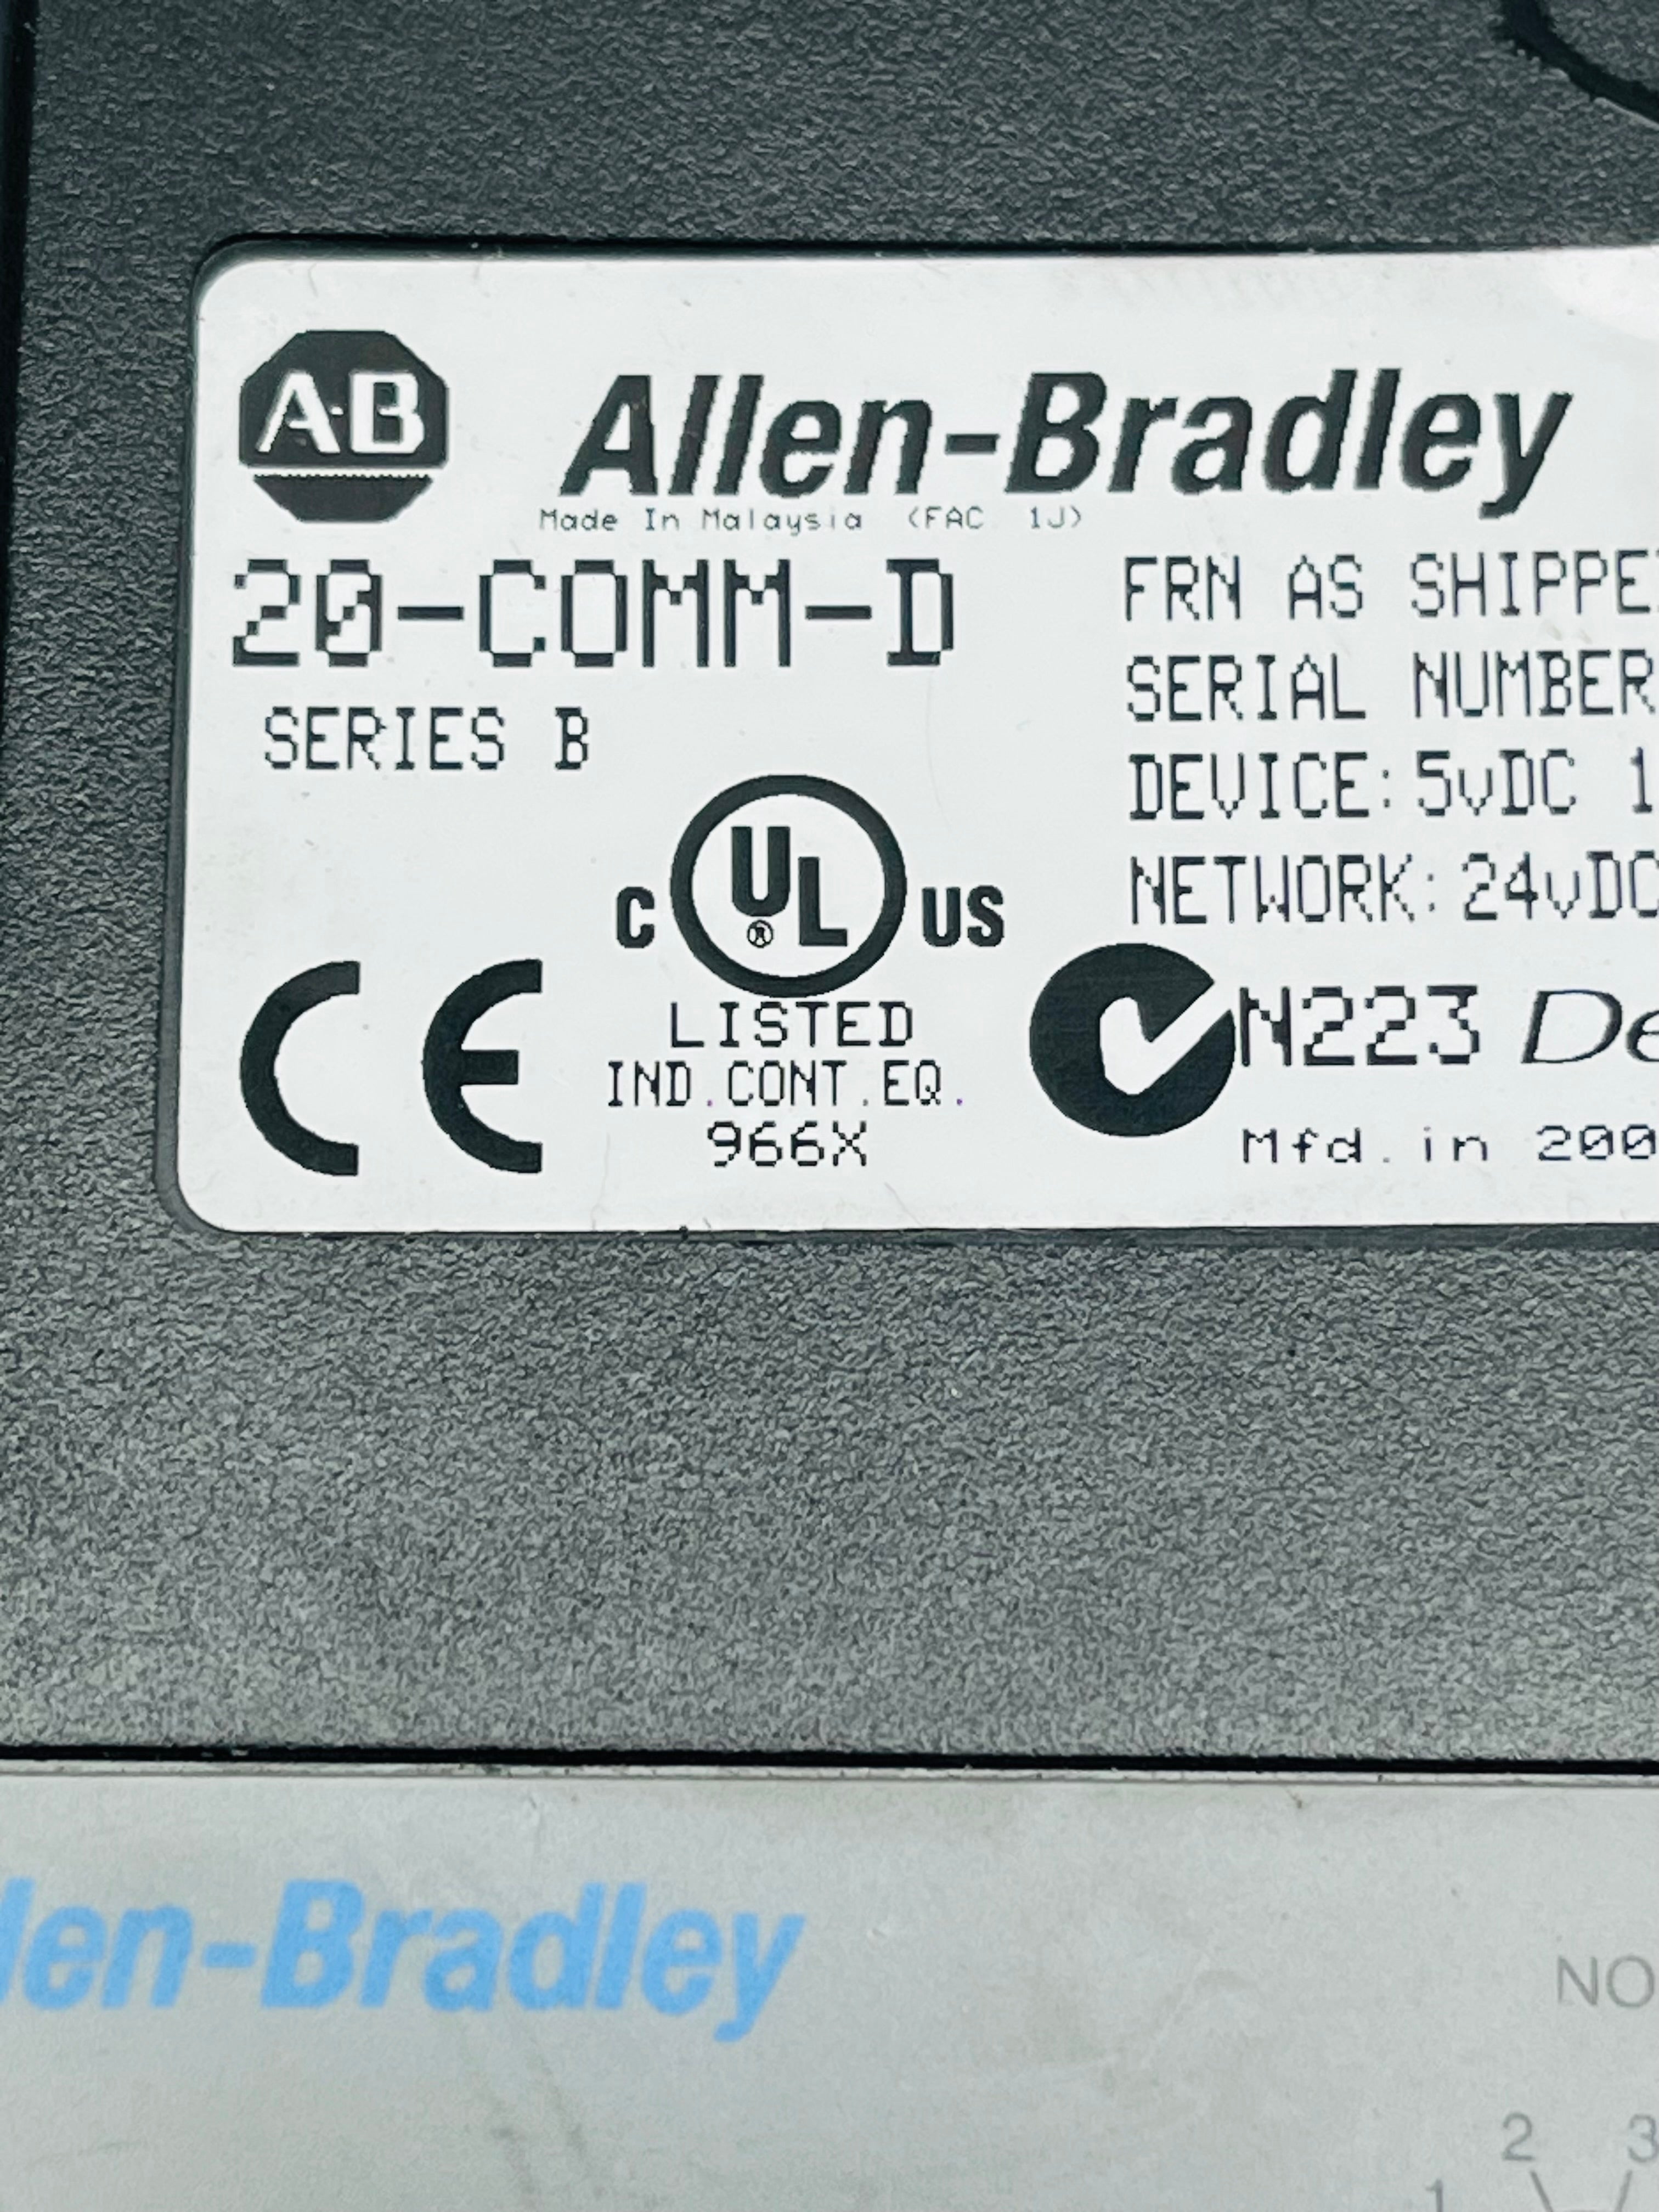 AB Allen-Bradley
Made In Malaysia (FAC 1J)
20-COMM-D
SERIES B
FRN AS SHIPPE
SERIAL NUMBER
DEVICE: 5vDC 1
NETWORK: 24vDC
C UL® US
LISTED
IND.CONT.EQ.
966X
CE
N223 De
Mfd.in 200
len-Bradley
NO
2 3
1